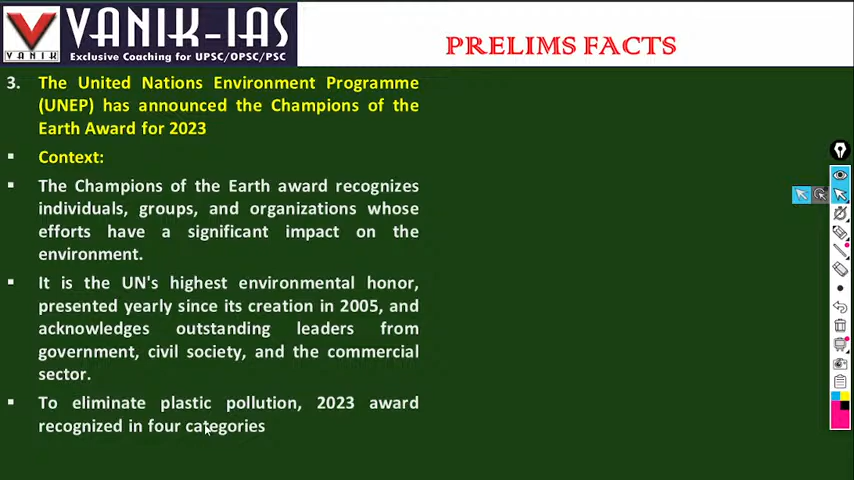 VANIK-IAS
VANIK
Exclusive Coaching for UPSC/OPSC/PSC
PRELIMS FACTS
3. The United Nations Environment Programme
(UNEP) has announced the Champions of the
Earth Award for 2023
▪ Context:
▪ The Champions of the Earth award recognizes
individuals, groups, and organizations whose
efforts have a significant impact on the
environment.
▪ It is the UN's highest environmental honor,
presented yearly since its creation in 2005, and
acknowledges outstanding leaders from
government, civil society, and the commercial
sector.
▪ To eliminate plastic pollution, 2023 award
recognized in four categories